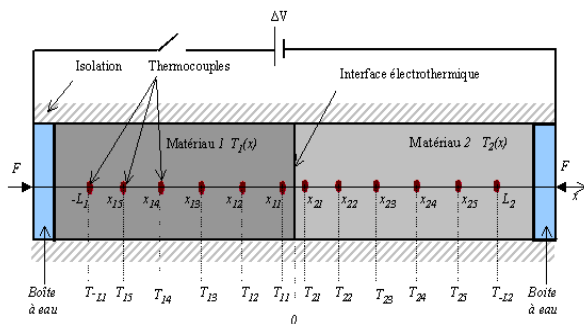 ΔV
Isolation Thermocouples
Interface électrothermique
Matériau 1 T₁(x) Matériau 2 T₂(x)
F F
-L₁ x₁₅ x₁₄ x₁₃ x₁₂ x₁₁ x₂₁ x₂₂ x₂₃ x₂₄ x₂₅ L₂ x
Boîte à eau T-L1 T₁₅ T₁₄ T₁₃ T₁₂ T₁₁ T₂₁ T₂₂ T₂₃ T₂₄ T₂₅ T-L2 Boîte à eau
0